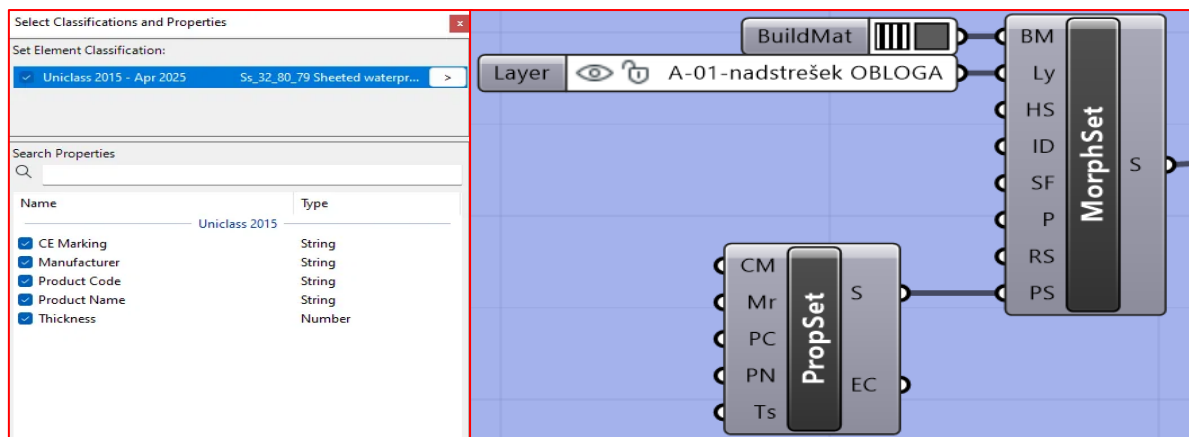 Select Classifications and Properties
x
Set Element Classification:
Uniclass 2015 - Apr 2025 Ss_32_80_79 Sheeted waterpr... >
Search Properties
Name Type
Uniclass 2015
CE Marking String
Manufacturer String
Product Code String
Product Name String
Thickness Number
BuildMat
Layer A-01-nadstrešek OBLOGA
BM
Ly
HS
ID
SF
P
RS
PS
MorphSet
S
CM
Mr
PC
PN
Ts
PropSet
S
EC